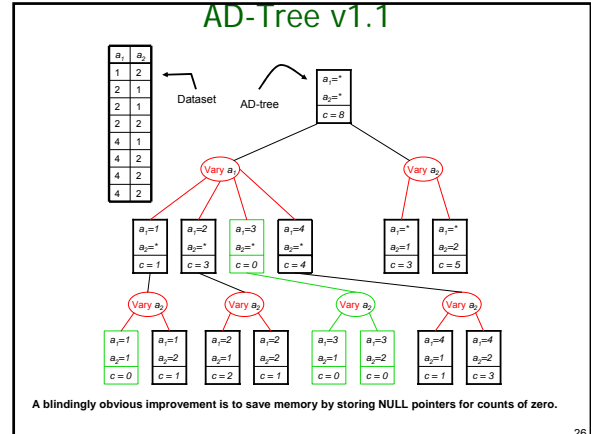 AD-Tree v1.1
a₁ a₂
1 2
2 1
2 1
2 2
4 1
4 2
4 2
4 2
Dataset
AD-tree
a₁=*
a₂=*
c = 8
Vary a₁
Vary a₂
a₁=1
a₂=*
c = 1
a₁=2
a₂=*
c = 3
a₁=3
a₂=*
c = 0
a₁=4
a₂=*
c = 4
a₁=*
a₂=1
c = 3
a₁=*
a₂=2
c = 5
Vary a₂
Vary a₂
Vary a₂
Vary a₂
a₁=1
a₂=1
c = 0
a₁=1
a₂=2
c = 1
a₁=2
a₂=1
c = 2
a₁=2
a₂=2
c = 1
a₁=3
a₂=1
c = 0
a₁=3
a₂=2
c = 0
a₁=4
a₂=1
c = 1
a₁=4
a₂=2
c = 3
A blindingly obvious improvement is to save memory by storing NULL pointers for counts of zero.
26